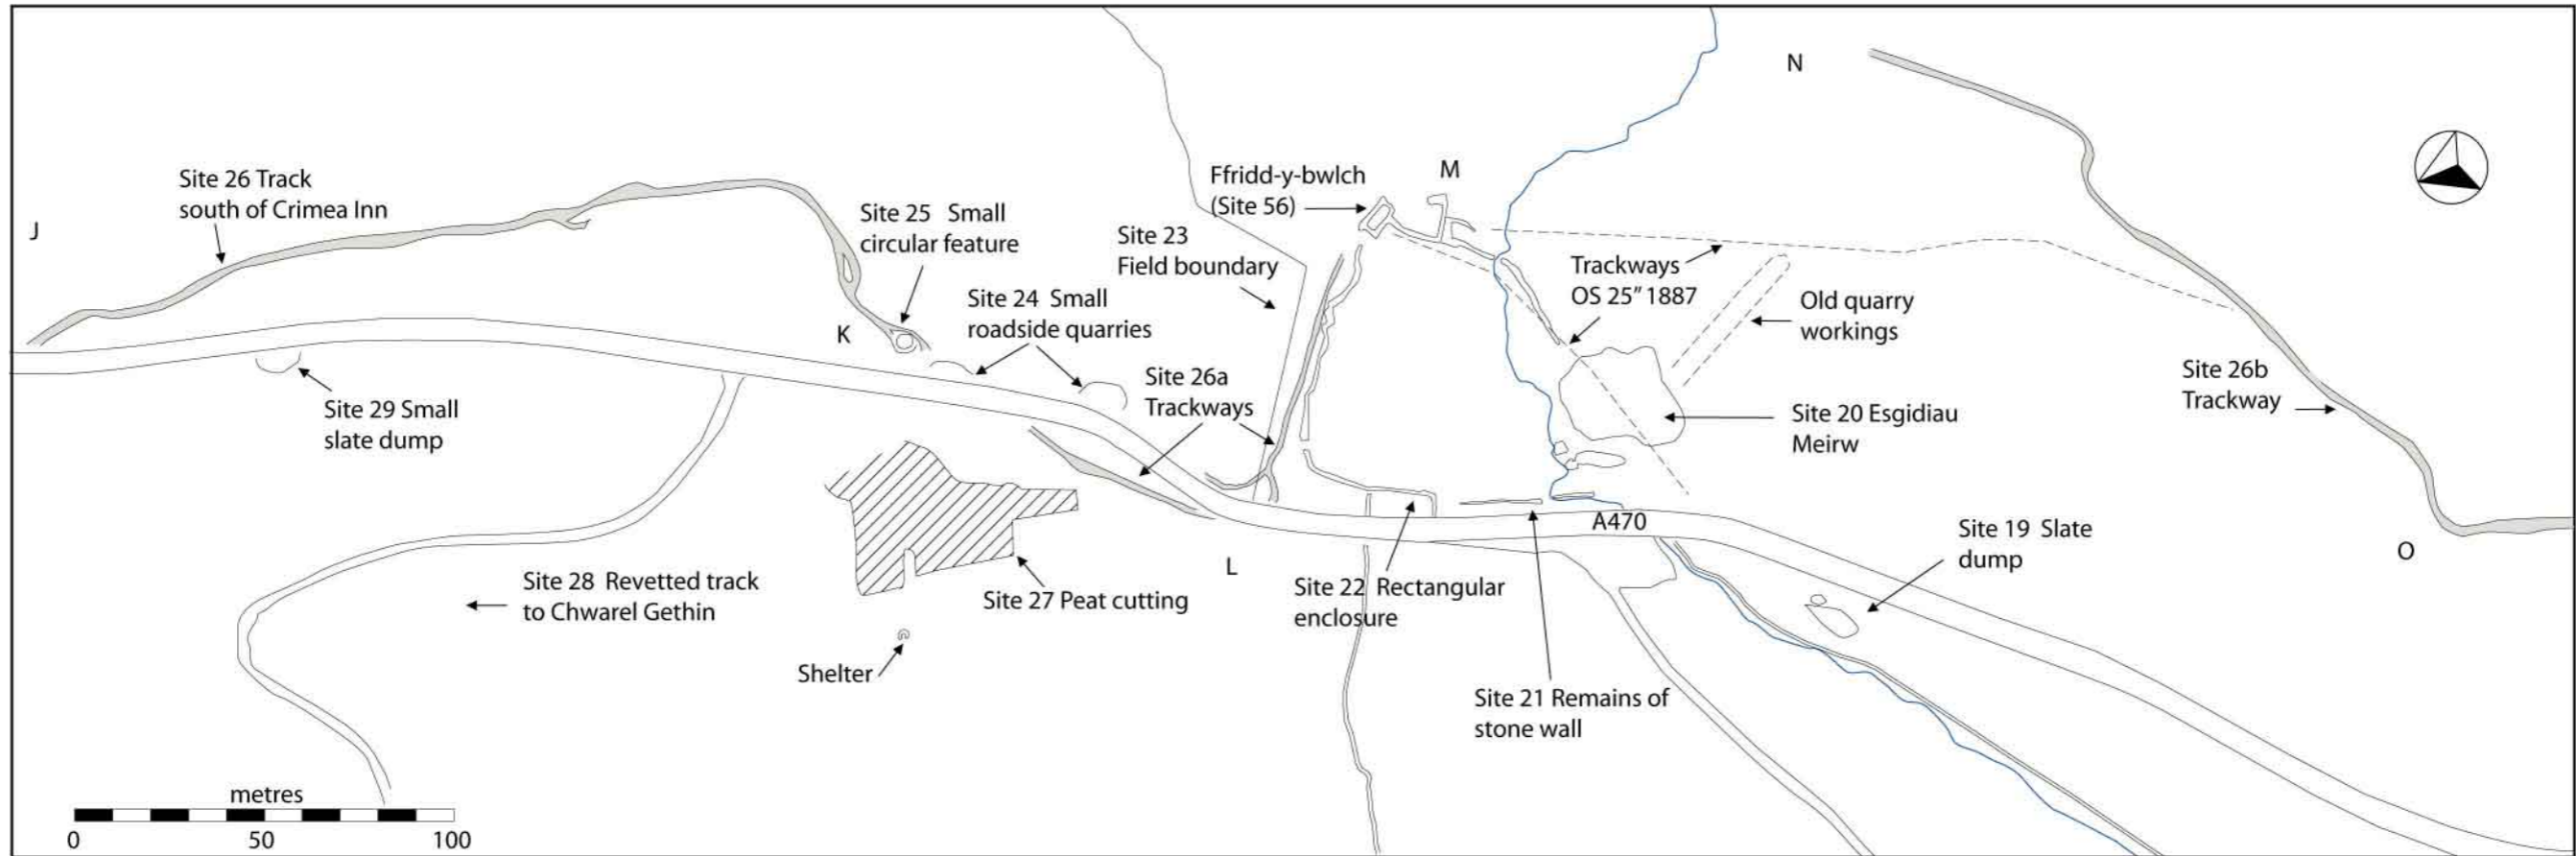 N
Site 26 Track
south of Crimea Inn
J
Ffridd-y-bwlch
(Site 56)
M
Site 25 Small
circular feature
Site 23
Field boundary
Site 24 Small
roadside quarries
K
Trackways
OS 25” 1887
Old quarry
workings
Site 26a
Trackways
Site 26b
Trackway
Site 29 Small
slate dump
Site 20 Esgidiau
Meirw
A470
Site 19 Slate
dump
O
L
Site 28 Revetted track
to Chwarel Gethin
Site 27 Peat cutting
Site 22 Rectangular
enclosure
Shelter
Site 21 Remains of
stone wall
metres
0 50 100